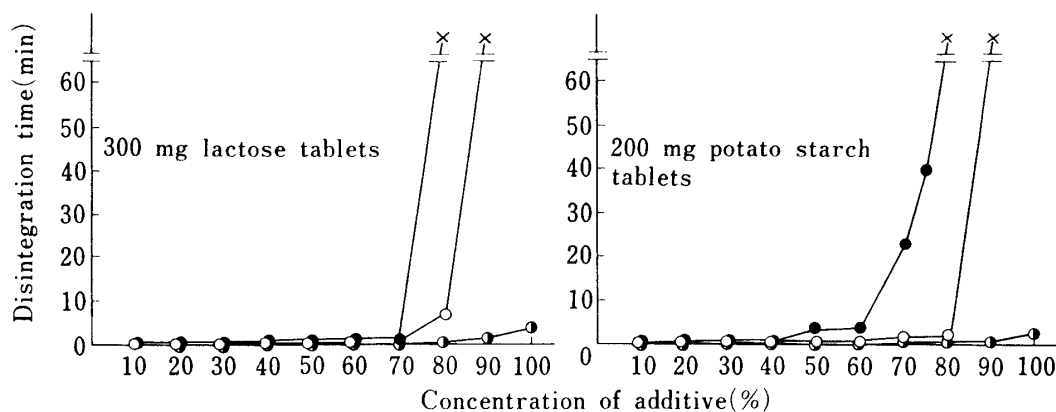 Disintegration time(min)
60
50
40
30
20
10
0
300 mg lactose tablets
10 20 30 40 50 60 70 80 90 100
60
50
40
30
20
10
0
200 mg potato starch
tablets
10 20 30 40 50 60 70 80 90 100
Concentration of additive(%)